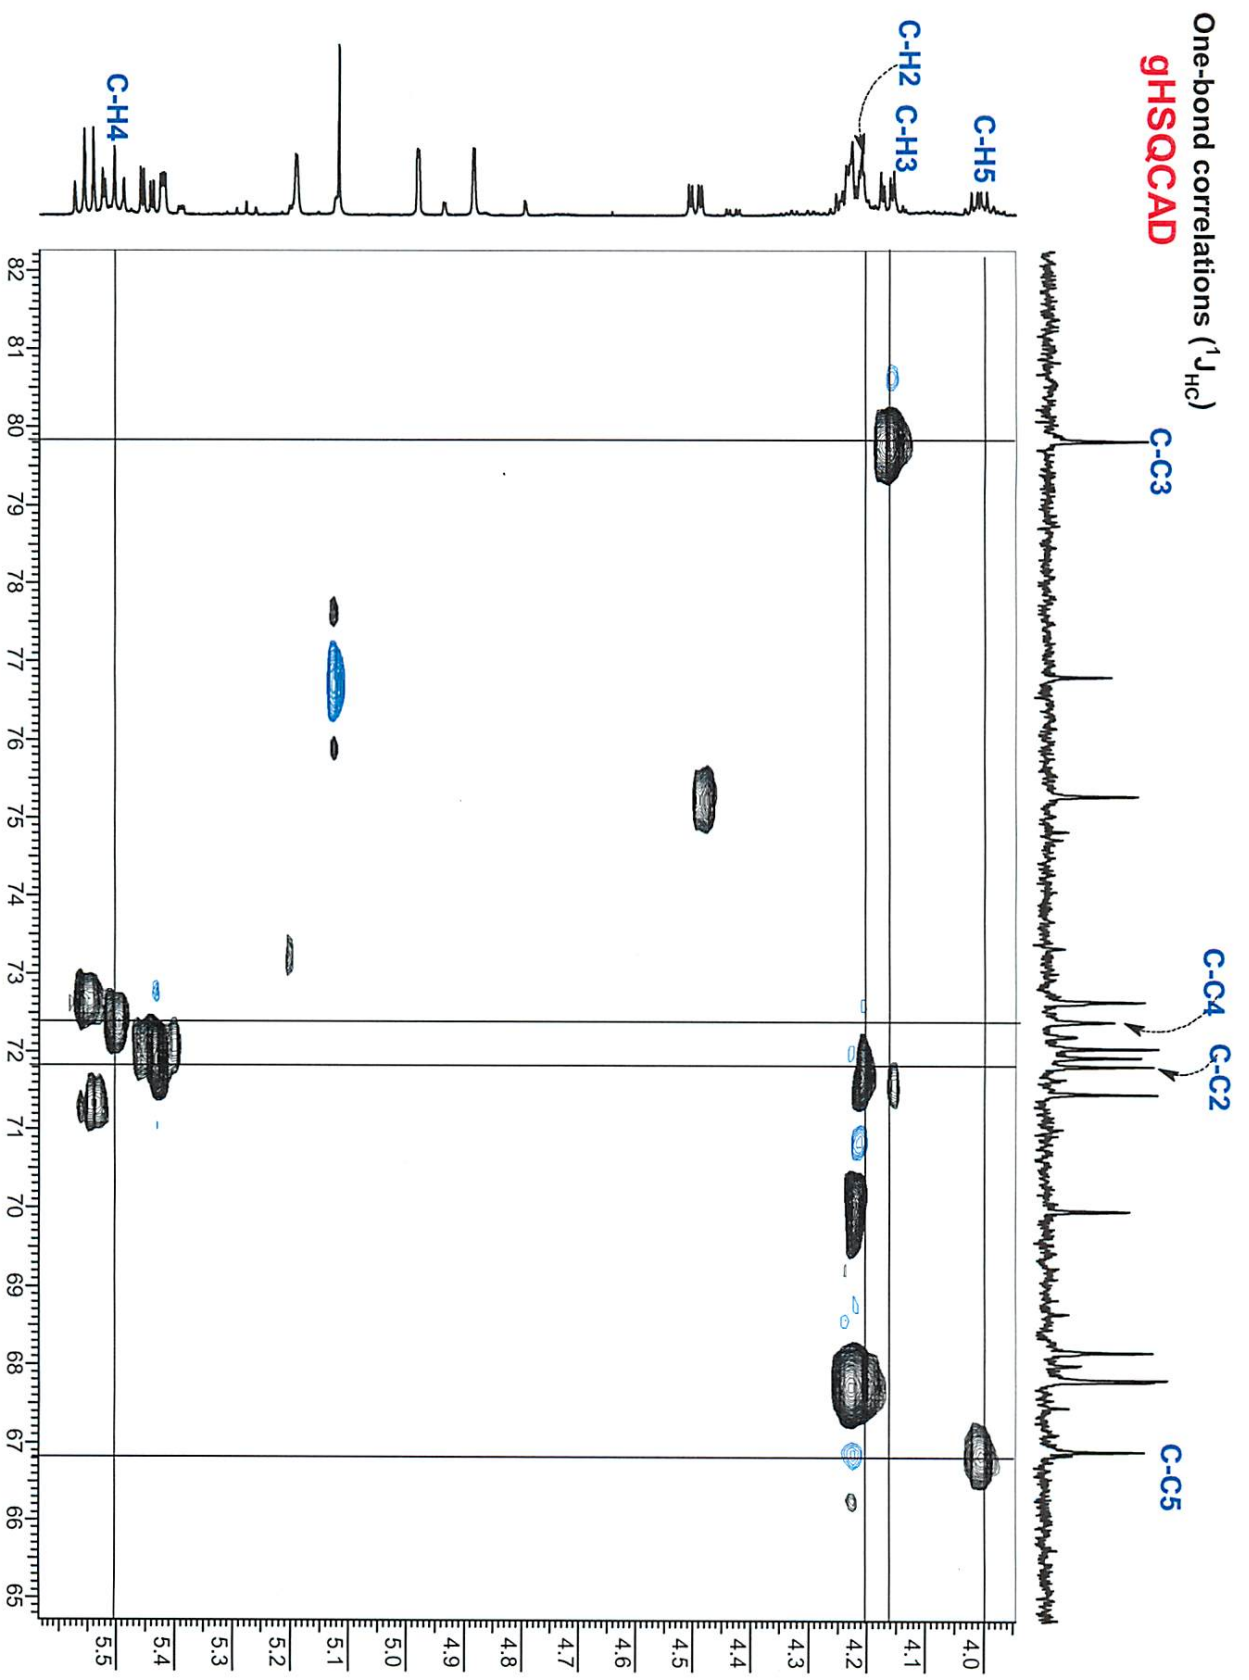 One-bond correlations (¹J_HC)
gHSQCAD
C-C3
C-C4
C-C2
C-C5
C-H5
C-H3
C-H2
C-H4
82 81 80 79 78 77 76 75 74 73 72 71 70 69 68 67 66 65
4.0
4.1
4.2
4.3
4.4
4.5
4.6
4.7
4.8
4.9
5.0
5.1
5.2
5.3
5.4
5.5